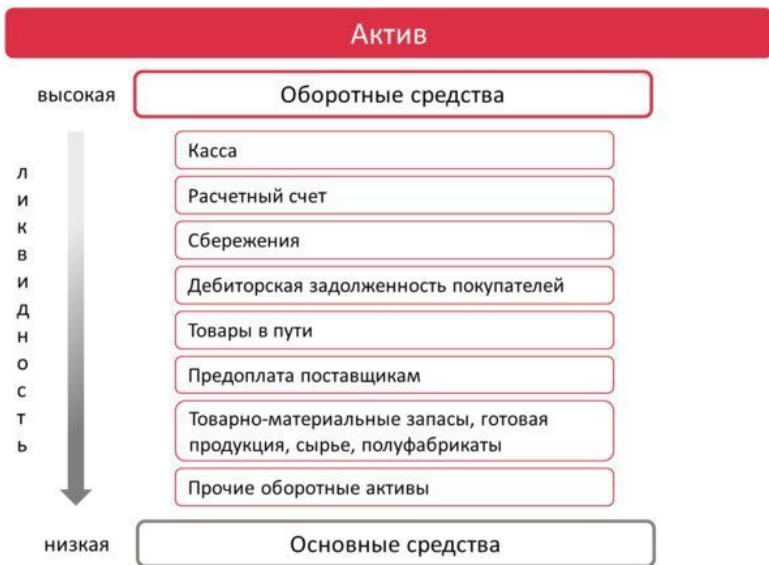 Актив
высокая
Оборотные средства
Касса
Расчетный счет
Сбережения
Дебиторская задолженность покупателей
Товары в пути
Предоплата поставщикам
Товарно-материальные запасы, готовая
продукция, сырье, полуфабрикаты
Прочие оборотные активы
ликвидность
низкая
Основные средства